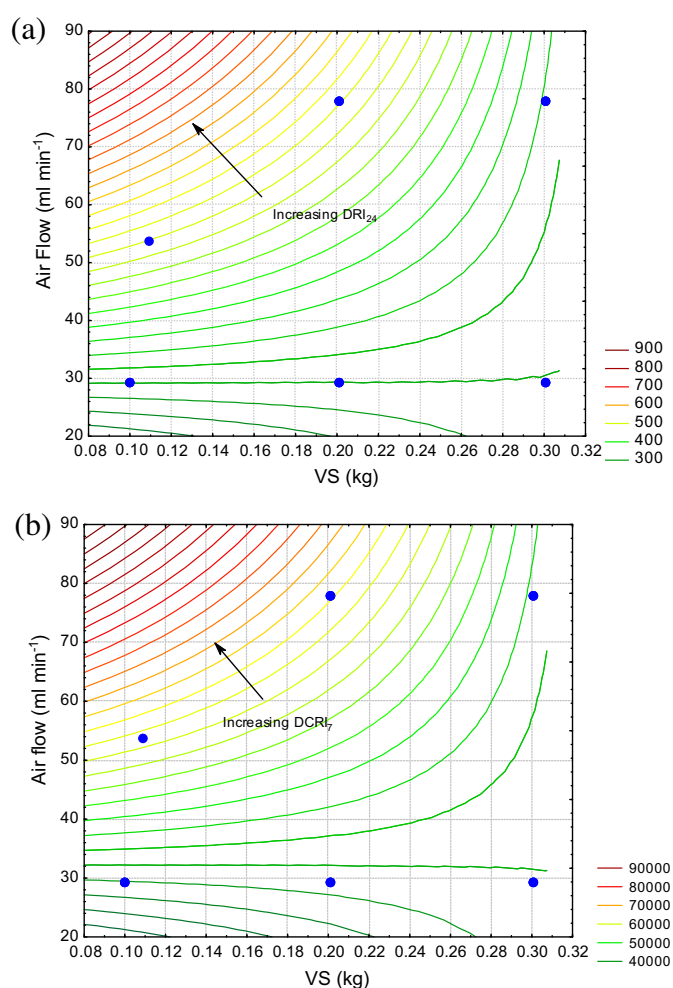 (a)
90
80
70
60
50
40
30
20
Air Flow (ml min⁻¹)
Increasing DRI₂₄
0.08 0.10 0.12 0.14 0.16 0.18 0.20 0.22 0.24 0.26 0.28 0.30 0.32
VS (kg)
900
800
700
600
500
400
300
(b)
90
80
70
60
50
40
30
20
Air flow (ml min⁻¹)
Increasing DCRI₇
0.08 0.10 0.12 0.14 0.16 0.18 0.20 0.22 0.24 0.26 0.28 0.30 0.32
VS (kg)
90000
80000
70000
60000
50000
40000